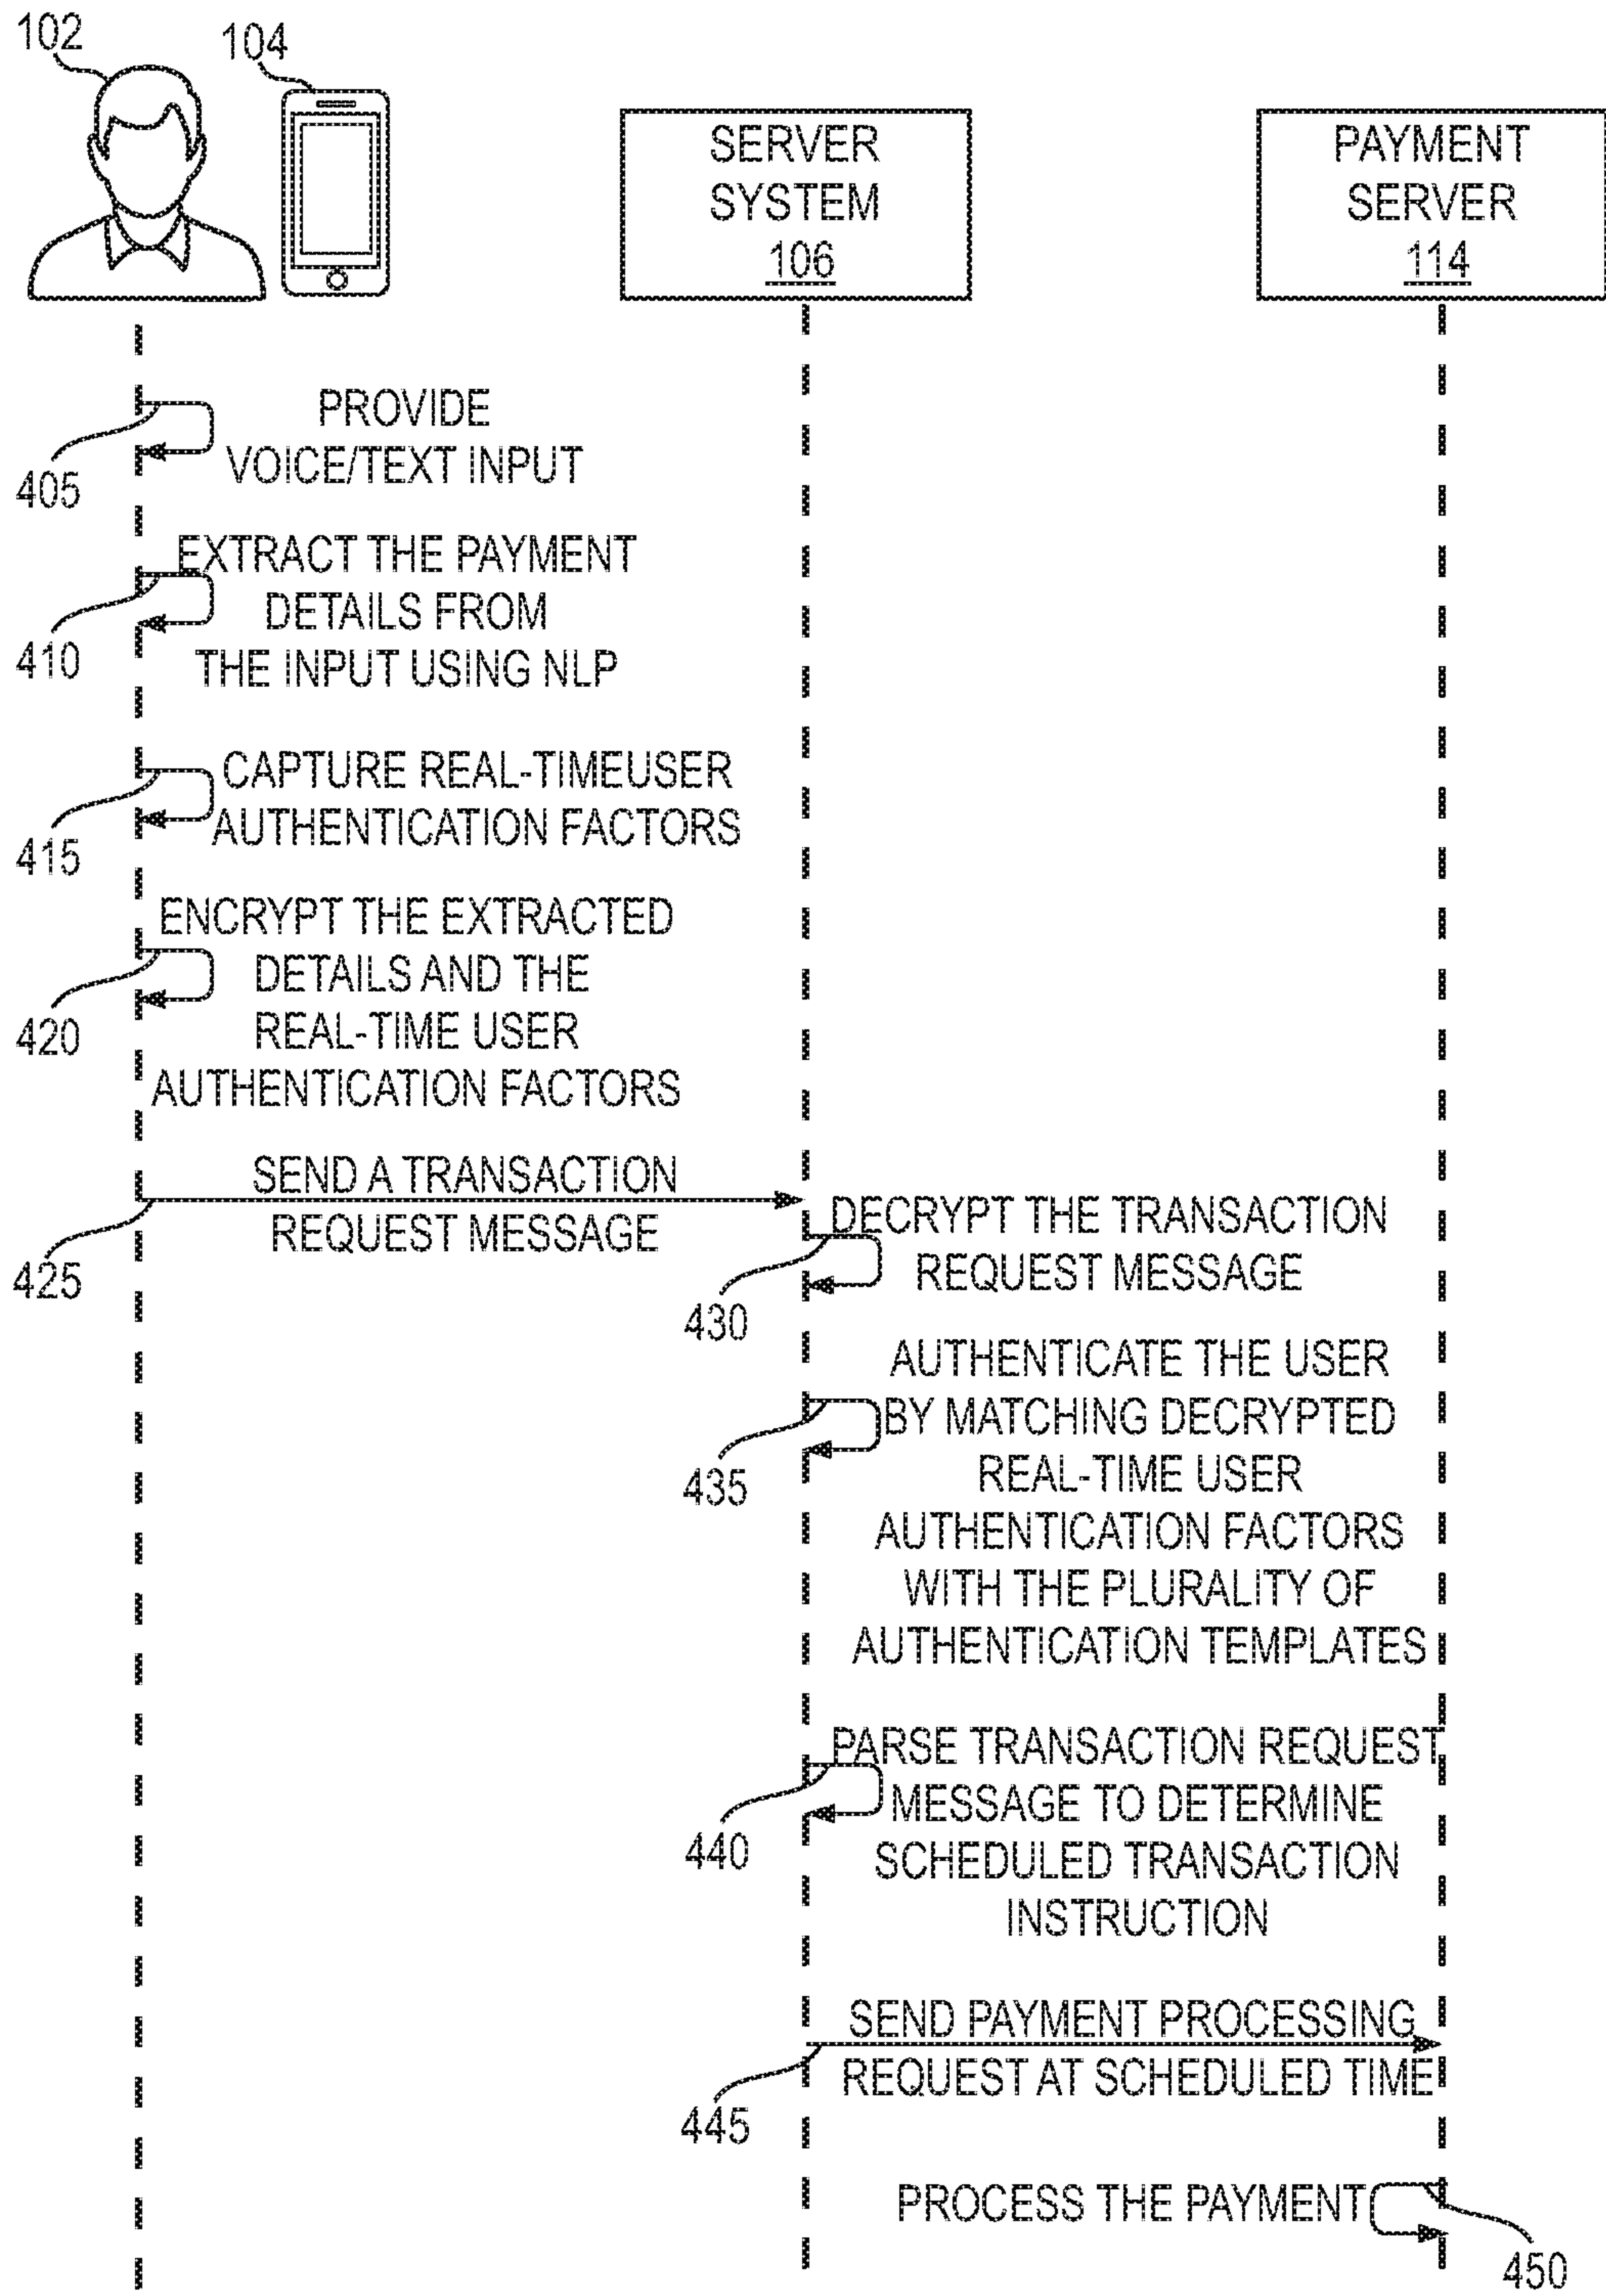 102
104
SERVER
SYSTEM
106
PAYMENT
SERVER
114
PROVIDE
VOICE/TEXT INPUT
405
EXTRACT THE PAYMENT
DETAILS FROM
THE INPUT USING NLP
410
CAPTURE REAL-TIMEUSER
AUTHENTICATION FACTORS
415
ENCRYPT THE EXTRACTED
DETAILS AND THE
REAL-TIME USER
AUTHENTICATION FACTORS
420
SEND A TRANSACTION
REQUEST MESSAGE
425
DECRYPT THE TRANSACTION
REQUEST MESSAGE
430
AUTHENTICATE THE USER
BY MATCHING DECRYPTED
REAL-TIME USER
AUTHENTICATION FACTORS
WITH THE PLURALITY OF
AUTHENTICATION TEMPLATES
435
PARSE TRANSACTION REQUEST
MESSAGE TO DETERMINE
SCHEDULED TRANSACTION
INSTRUCTION
440
SEND PAYMENT PROCESSING
REQUEST AT SCHEDULED TIME
445
PROCESS THE PAYMENT
450